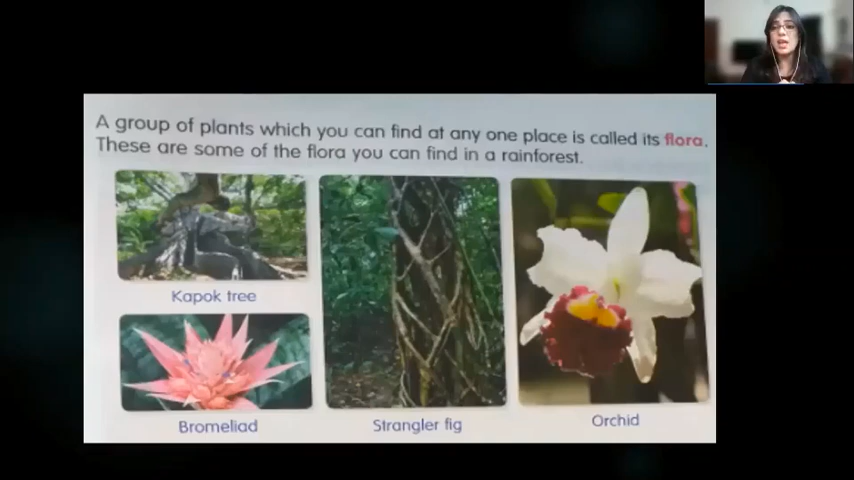 A group of plants which you can find at any one place is called its flora.
These are some of the flora you can find in a rainforest.
Kapok tree
Bromeliad
Strangler fig
Orchid